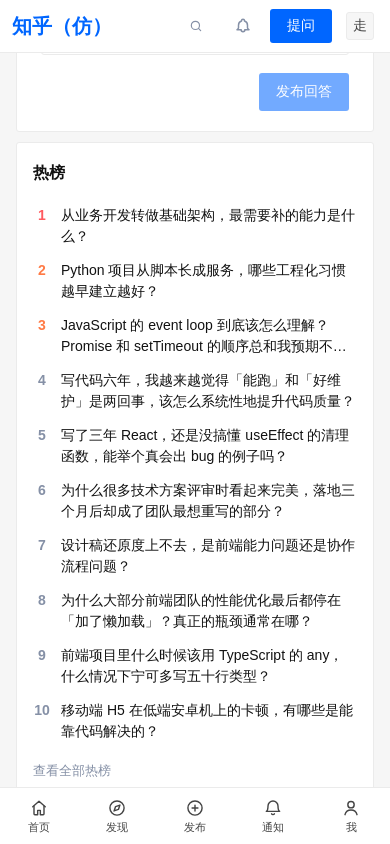 知乎（仿）
提问
走
发布回答
热榜
1 从业务开发转做基础架构，最需要补的能力是什
么？
2 Python 项目从脚本长成服务，哪些工程化习惯
越早建立越好？
3 JavaScript 的 event loop 到底该怎么理解？
Promise 和 setTimeout 的顺序总和我预期不…
4 写代码六年，我越来越觉得「能跑」和「好维
护」是两回事，该怎么系统性地提升代码质量？
5 写了三年 React，还是没搞懂 useEffect 的清理
函数，能举个真会出 bug 的例子吗？
6 为什么很多技术方案评审时看起来完美，落地三
个月后却成了团队最想重写的部分？
7 设计稿还原度上不去，是前端能力问题还是协作
流程问题？
8 为什么大部分前端团队的性能优化最后都停在
「加了懒加载」？真正的瓶颈通常在哪？
9 前端项目里什么时候该用 TypeScript 的 any，
什么情况下宁可多写五十行类型？
10 移动端 H5 在低端安卓机上的卡顿，有哪些是能
靠代码解决的？
查看全部热榜
首页 发现 发布 通知 我